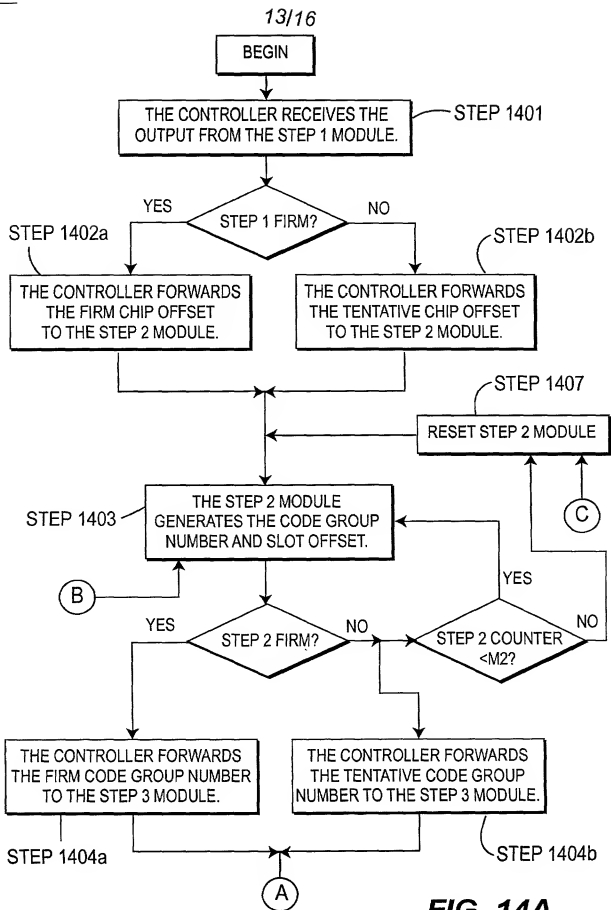 13/16
BEGIN
THE CONTROLLER RECEIVES THE
OUTPUT FROM THE STEP 1 MODULE.
STEP 1401
YES
STEP 1 FIRM?
NO
STEP 1402a
STEP 1402b
THE CONTROLLER FORWARDS
THE FIRM CHIP OFFSET
TO THE STEP 2 MODULE.
THE CONTROLLER FORWARDS
THE TENTATIVE CHIP OFFSET
TO THE STEP 2 MODULE.
STEP 1407
RESET STEP 2 MODULE
C
STEP 1403
THE STEP 2 MODULE
GENERATES THE CODE GROUP
NUMBER AND SLOT OFFSET.
B
YES
STEP 2 FIRM?
NO
YES
STEP 2 COUNTER
<M2?
NO
THE CONTROLLER FORWARDS
THE FIRM CODE GROUP NUMBER
TO THE STEP 3 MODULE.
THE CONTROLLER FORWARDS
THE TENTATIVE CODE GROUP
NUMBER TO THE STEP 3 MODULE.
STEP 1404a
STEP 1404b
A
FIG. 14A